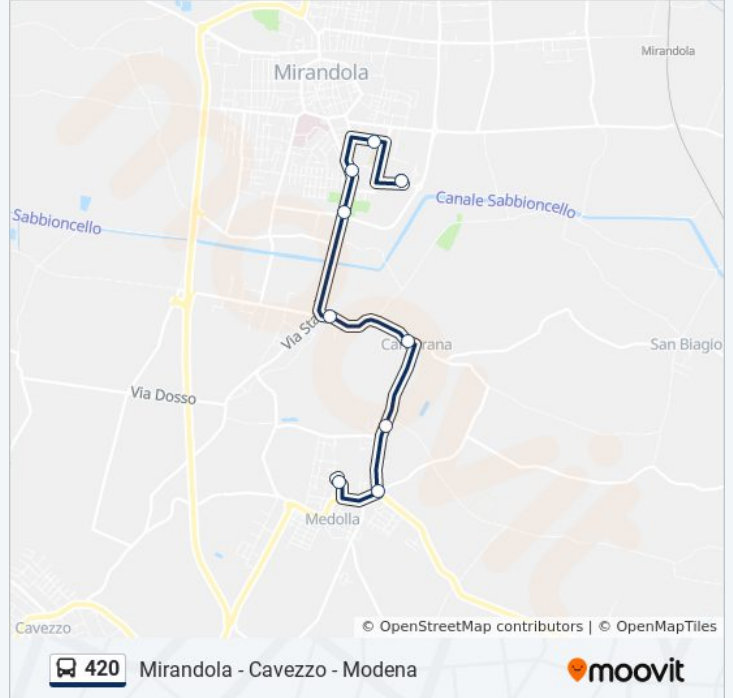 Mirandola
Mirandola
Canale Sabbioncello
Sabbioncello
Via Sta
San Biagio
Via Dosso
Medolla
Cavezzo
© OpenStreetMap contributors | © OpenMapTiles
420 Mirandola - Cavezzo - Modena
moovit